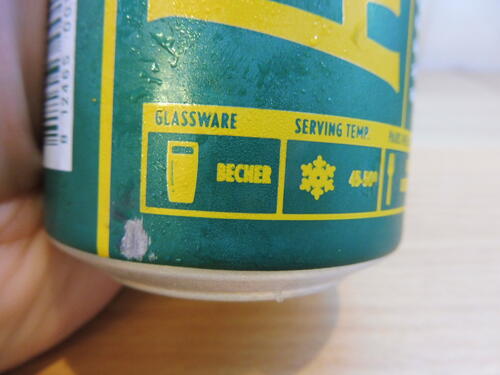 GLASSWARE
BECHER
SERVING TEMP.
45-50°